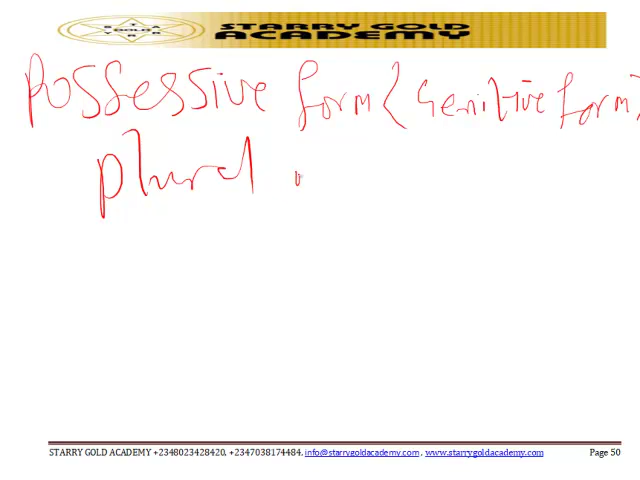 STARRY GOLD
ACADEMY
possessive form (Genitive form)
plural
STARRY GOLD ACADEMY +2348023428420, +2347038174484, info@starrygoldacademy.com, www.starrygoldacademy.com Page 50